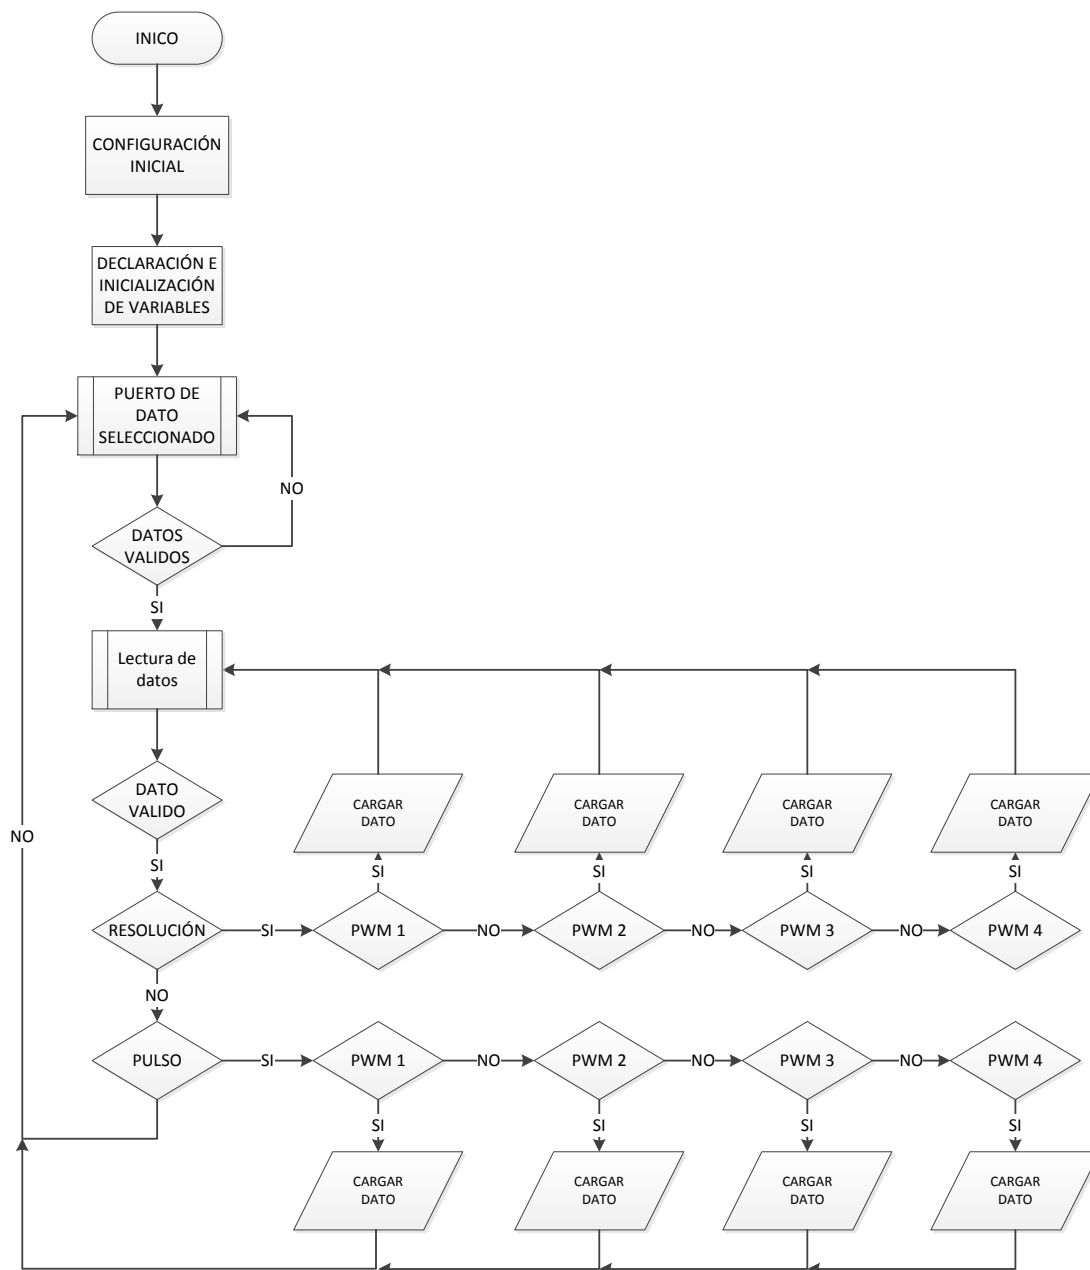 INICO
CONFIGURACIÓN
INICIAL
DECLARACIÓN E
INICIALIZACIÓN
DE VARIABLES
PUERTO DE
DATO
SELECCIONADO
NO
DATOS
VALIDOS
SI
Lectura de
datos
DATO
VALIDO
CARGAR
DATO
CARGAR
DATO
CARGAR
DATO
CARGAR
DATO
NO
SI
SI
SI
SI
SI
RESOLUCIÓN
SI
PWM 1
NO
PWM 2
NO
PWM 3
NO
PWM 4
NO
PULSO
SI
PWM 1
NO
PWM 2
NO
PWM 3
NO
PWM 4
SI
SI
SI
SI
CARGAR
DATO
CARGAR
DATO
CARGAR
DATO
CARGAR
DATO